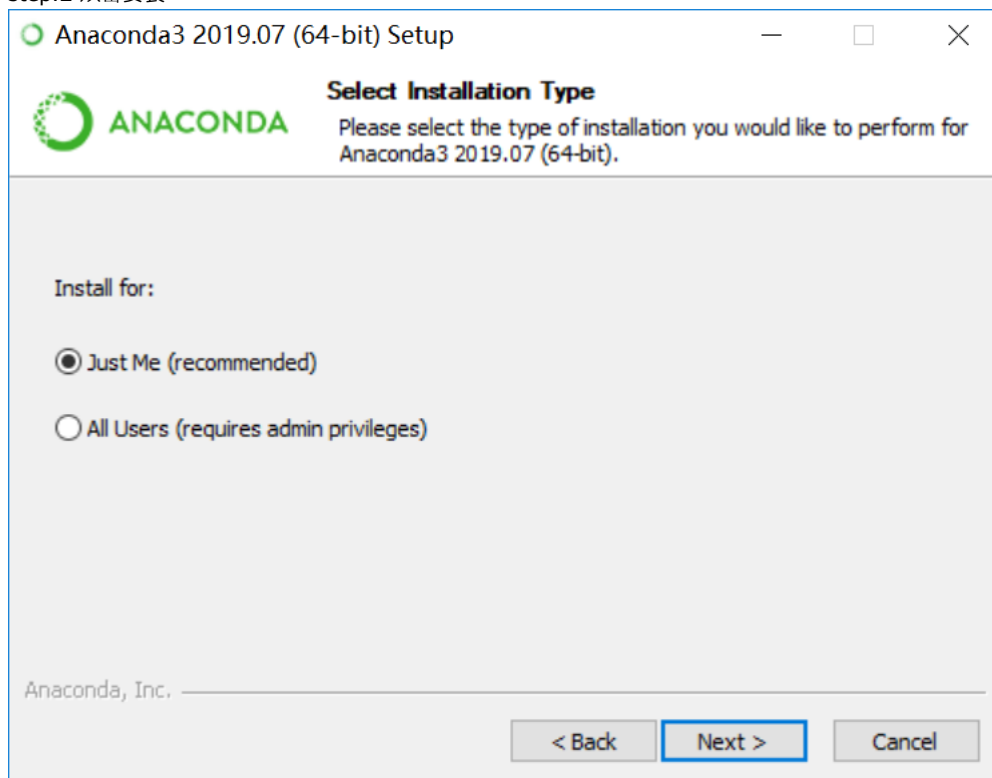 Anaconda3 2019.07 (64-bit) Setup
ANACONDA
Select Installation Type
Please select the type of installation you would like to perform for
Anaconda3 2019.07 (64-bit).
Install for:
Just Me (recommended)
All Users (requires admin privileges)
Anaconda, Inc.
< Back
Next >
Cancel